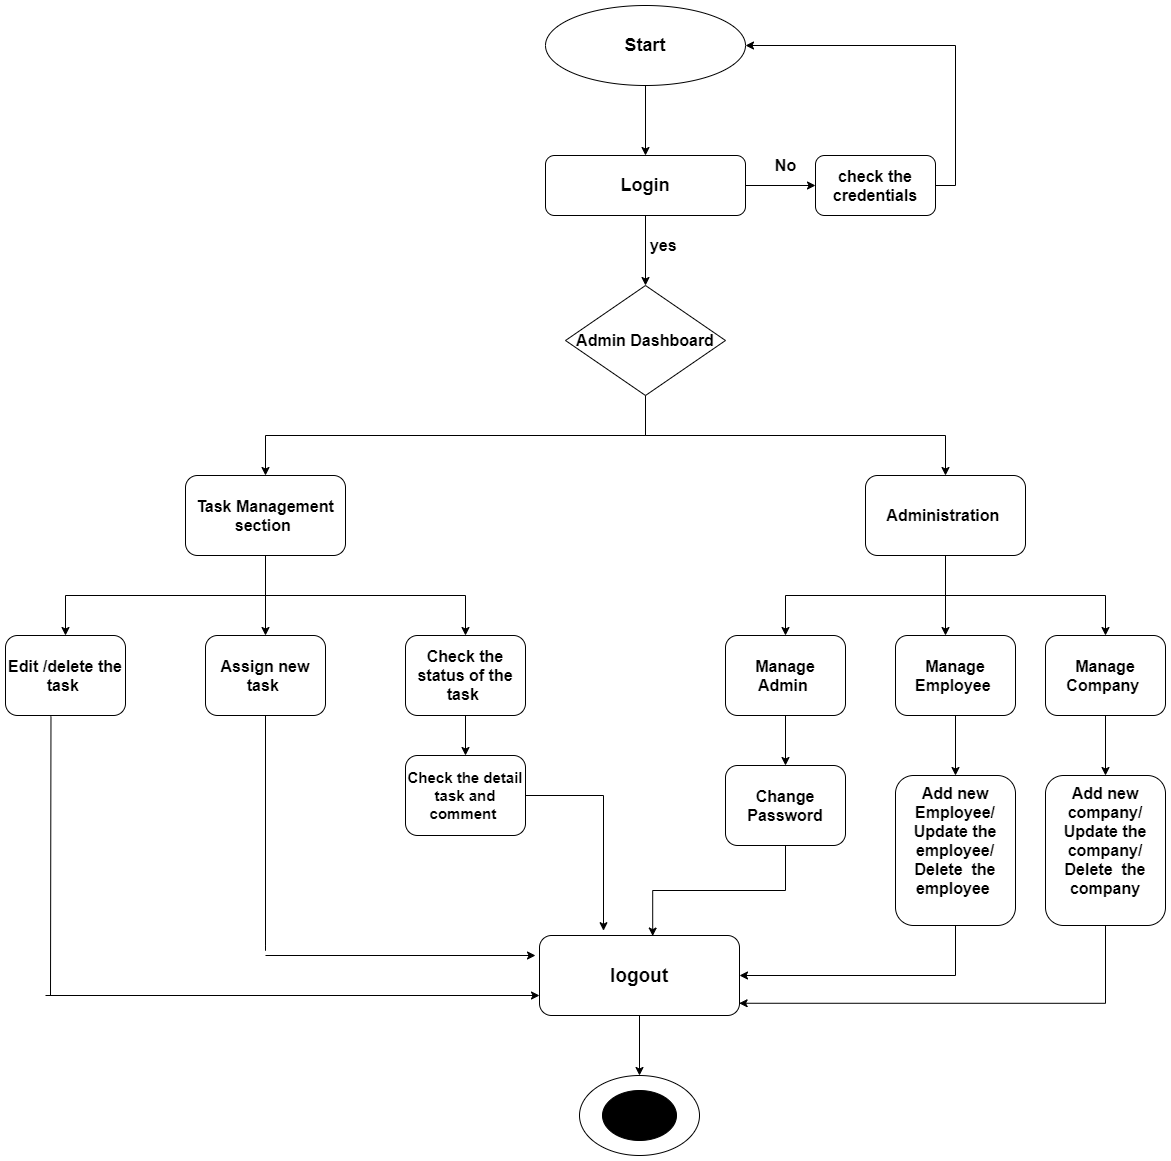 Start
Login
No
check the
credentials
yes
Admin Dashboard
Task Management
section
Administration
Edit /delete the
task
Assign new
task
Check the
status of the
task
Manage
Admin
Manage
Employee
Manage
Company
Check the detail
task and
comment
Change
Password
Add new
Employee/
Update the
employee/
Delete  the
employee
Add new
company/
Update the
company/
Delete  the
company
logout